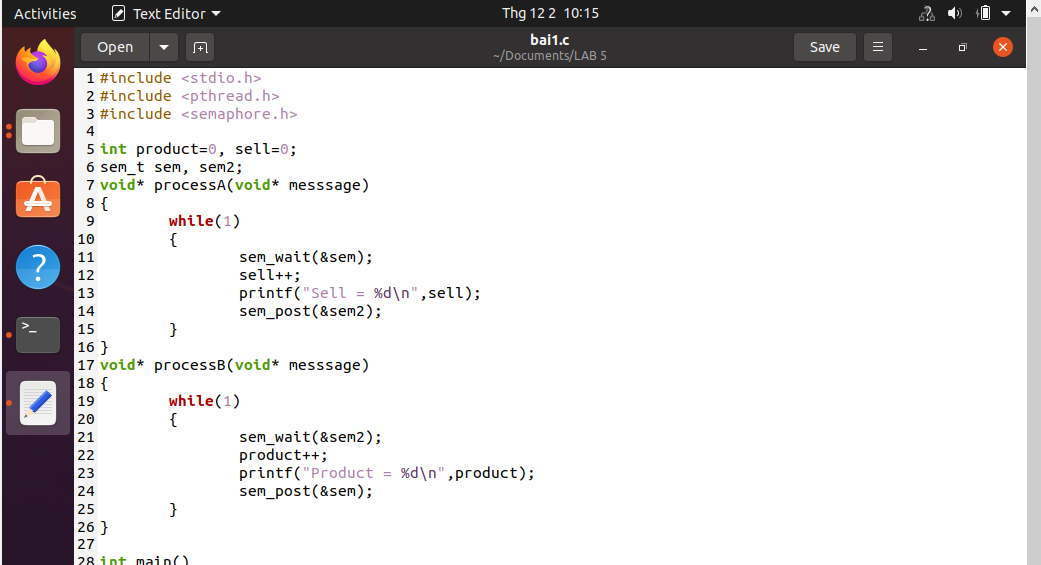 Activities Text Editor Thg 12 2 10:15
Open bai1.c Save
~/Documents/LAB 5
1 #include <stdio.h>
2 #include <pthread.h>
3 #include <semaphore.h>
4
5 int product=0, sell=0;
6 sem_t sem, sem2;
7 void* processA(void* messsage)
8 {
9 while(1)
10 {
11 sem_wait(&sem);
12 sell++;
13 printf("Sell = %d\n",sell);
14 sem_post(&sem2);
15 }
16 }
17 void* processB(void* messsage)
18 {
19 while(1)
20 {
21 sem_wait(&sem2);
22 product++;
23 printf("Product = %d\n",product);
24 sem_post(&sem);
25 }
26 }
27
28 int main()